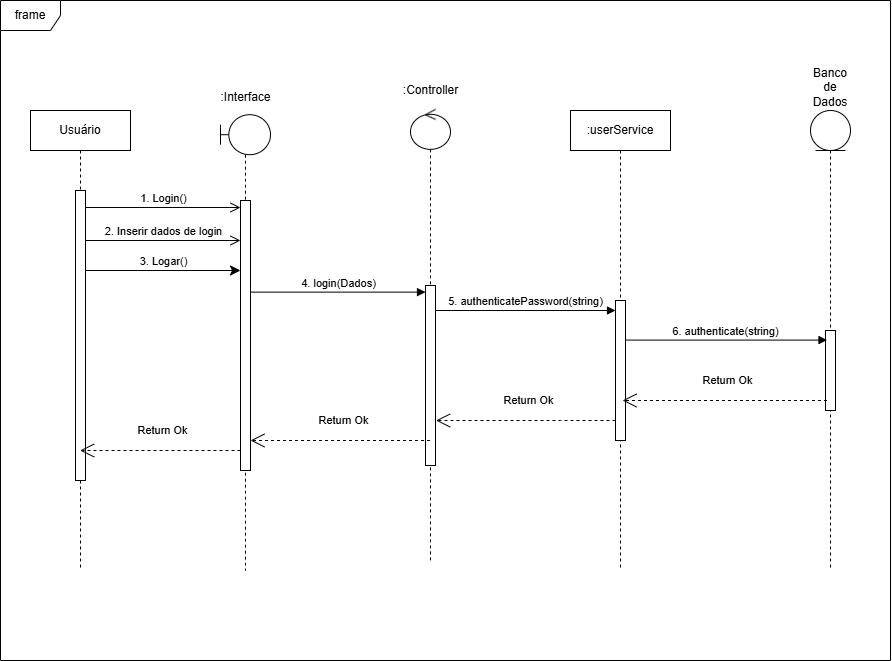 frame
Banco
de
Dados
:Interface
:Controller
Usuário
:userService
1. Login()
2. Inserir dados de login
3. Logar()
4. login(Dados)
5. authenticatePassword(string)
6. authenticate(string)
Return Ok
Return Ok
Return Ok
Return Ok